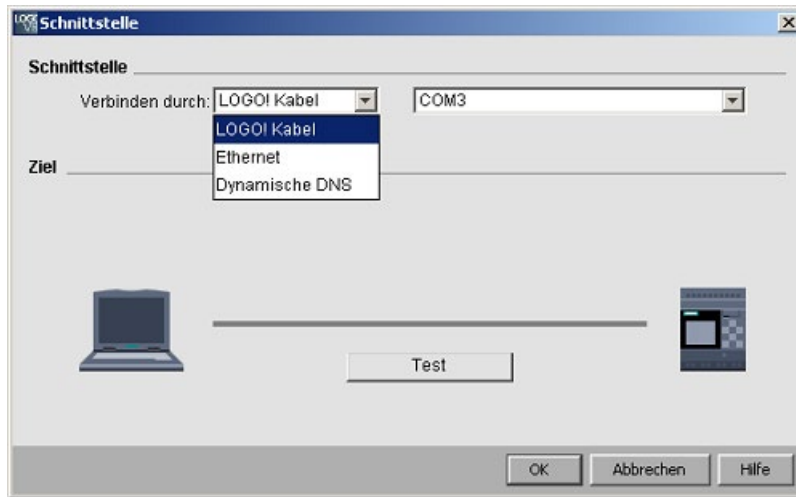 Schnittstelle
Schnittstelle
Verbinden durch: LOGO! Kabel COM3
LOGO! Kabel
Ethernet
Ziel
Dynamische DNS
Test
OK Abbrechen Hilfe